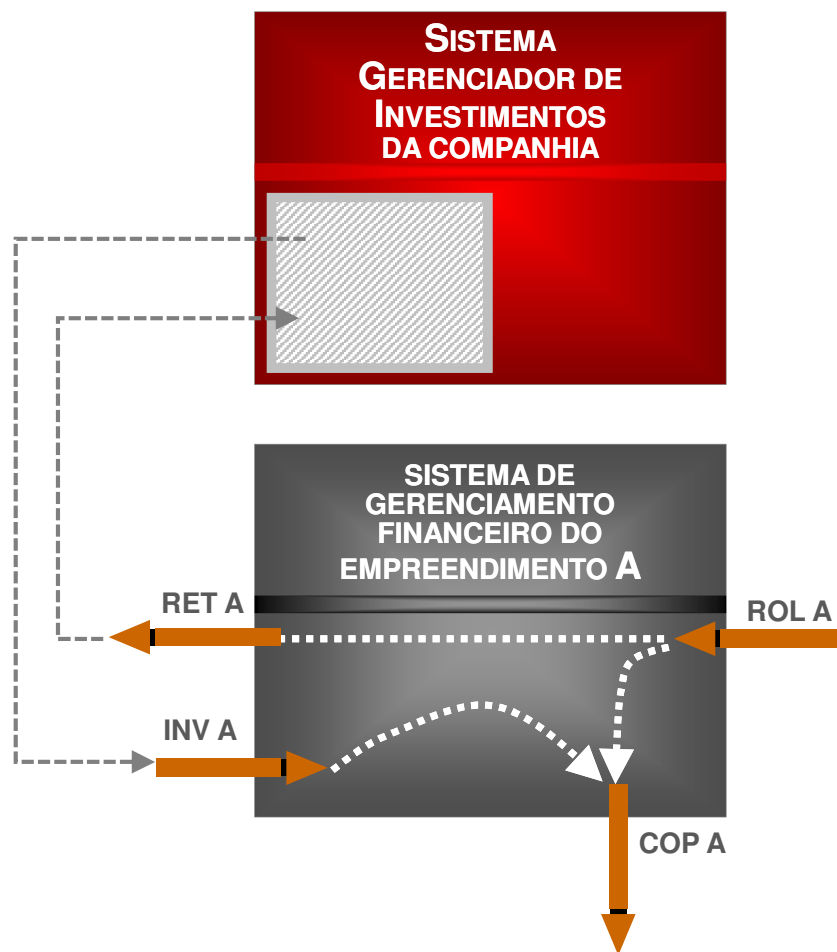 SISTEMA
GERENCIADOR DE
INVESTIMENTOS
DA COMPANHIA
SISTEMA DE
GERENCIAMENTO
FINANCEIRO DO
EMPREENDIMENTO A
RET A
ROL A
INV A
COP A